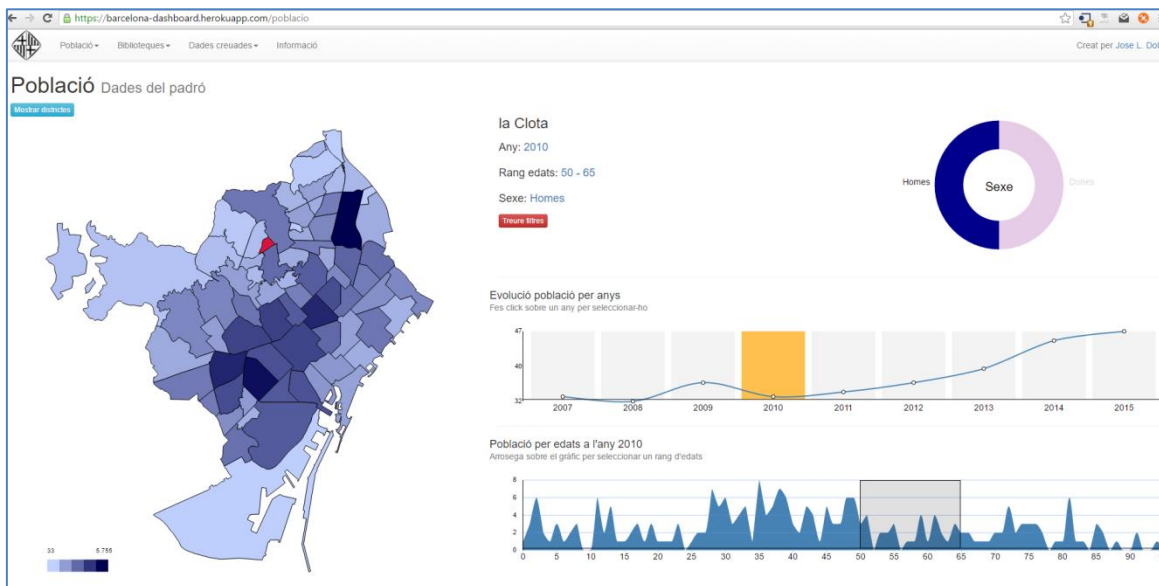 https://barcelona-dashboard.herokuapp.com/poblacio
Població Biblioteques Dades creuades Informació Creat per Jose L. Dol
Població Dades del padró
Mostrar districtes
la Clota
Any: 2010
Rang edats: 50 - 65
Sexe: Homes
Treure filtres
Homes Sexe Dones
Evolució població per anys
Fes click sobre un any per seleccionar-ho
47
40
32
2007 2008 2009 2010 2011 2012 2013 2014 2015
Població per edats a l'any 2010
Arrosega sobre el gràfic per seleccionar un rang d'edats
8
6
4
2
0
0 5 10 15 20 25 30 35 40 45 50 55 60 65 70 75 80 85 90
33 5.755